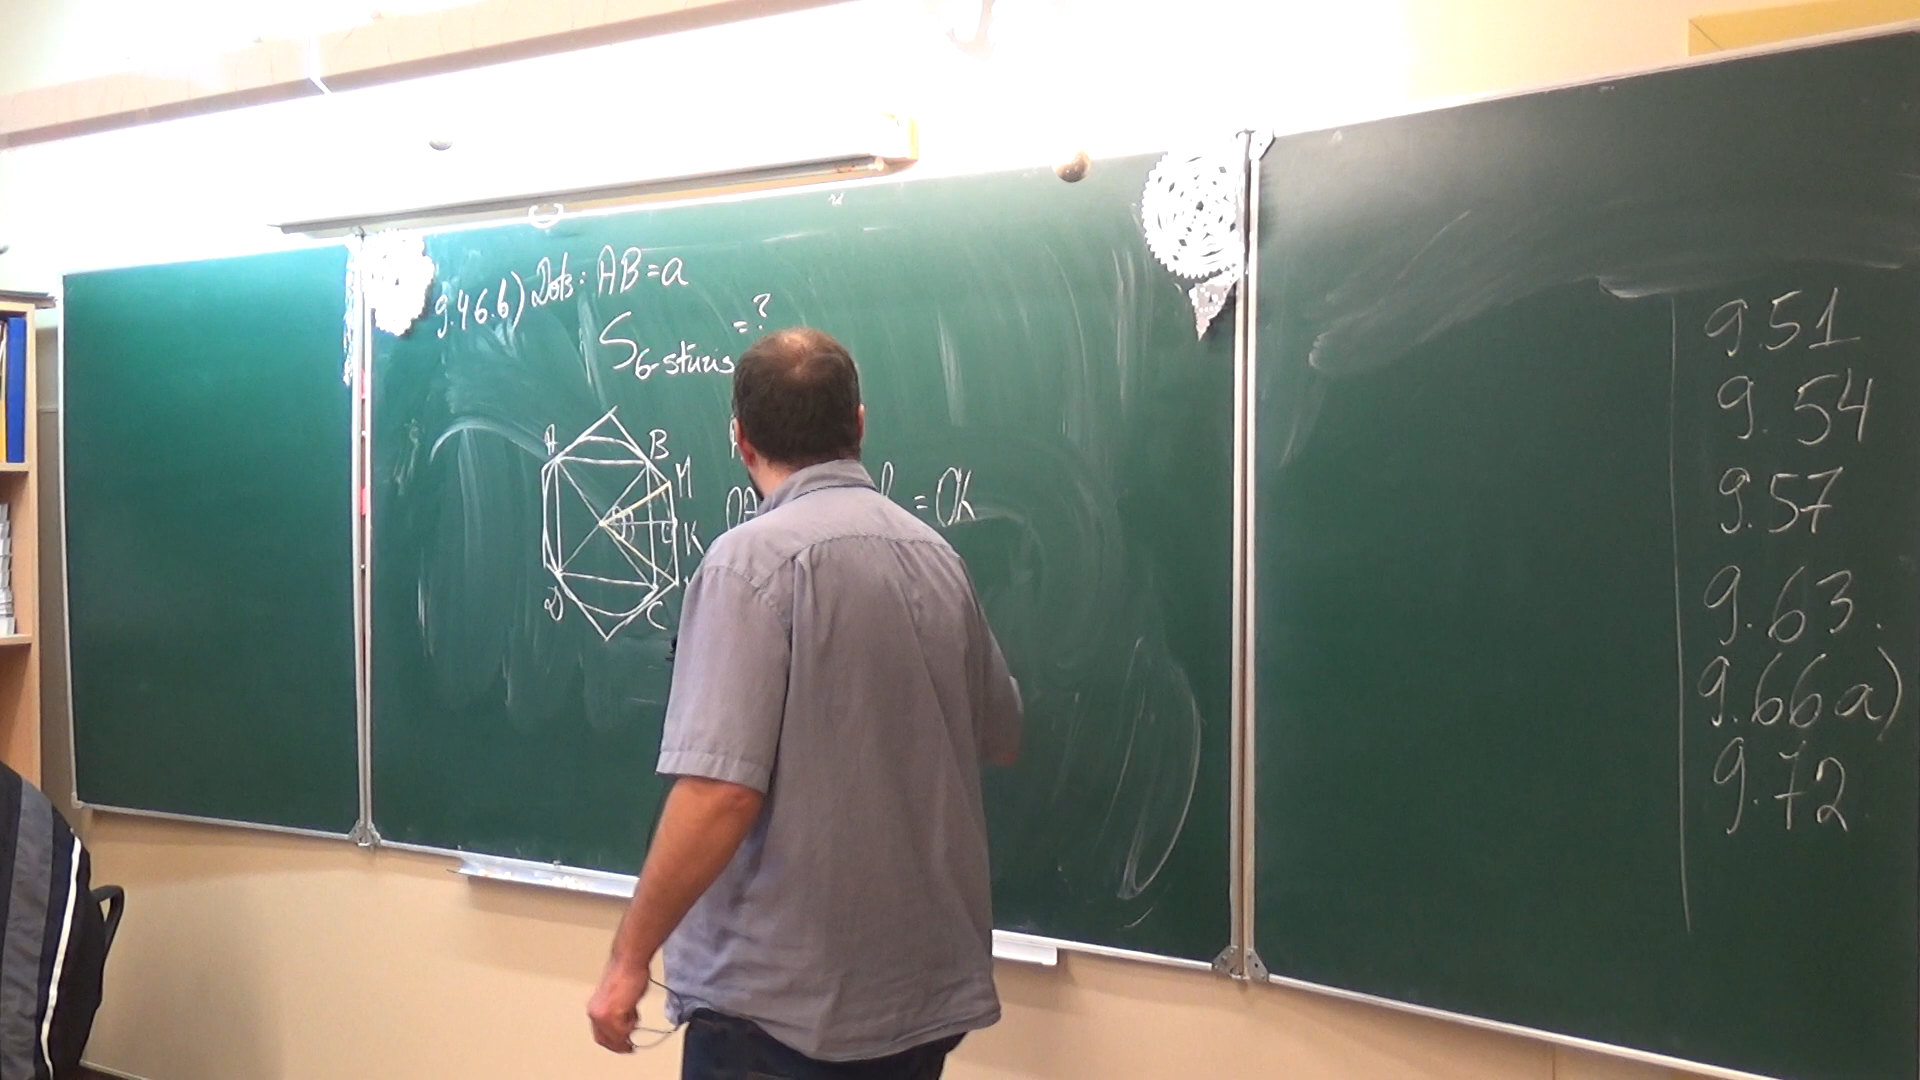 9.46.b) Dots: AB=a
S6-stūris =?
A
B
M
K
D
C
OA
= OK
9.51
9.54
9.57
9.63.
9.66a)
9.72